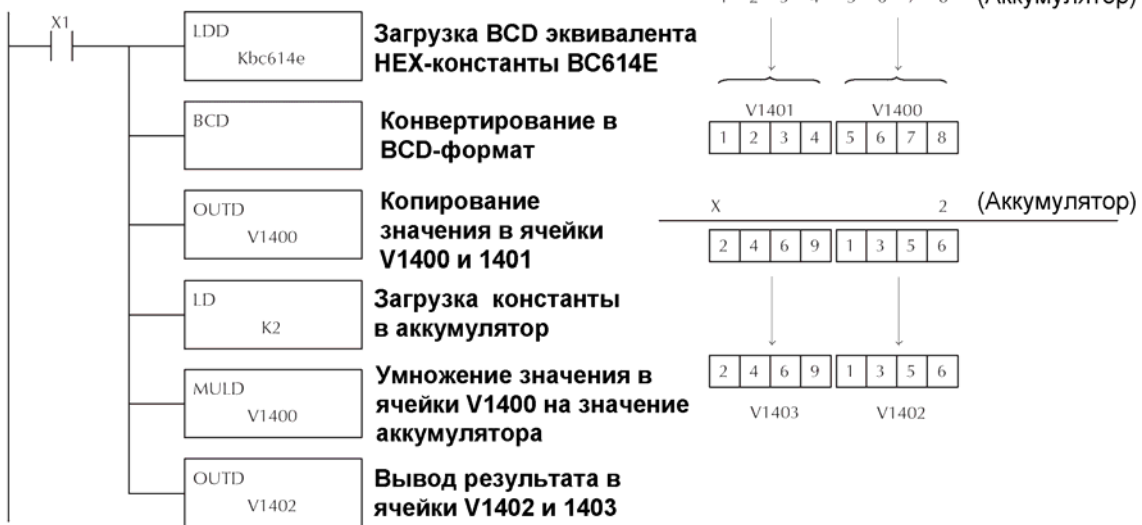 X1
LDD
Kbc614e
Загрузка BCD эквивалента
HEX-константы BC614E
BCD
Конвертирование в
BCD-формат
OUTD
V1400
Копирование
значения в ячейки
V1400 и 1401
LD
K2
Загрузка константы
в аккумулятор
MULD
V1400
Умножение значения в
ячейки V1400 на значение
аккумулятора
OUTD
V1402
Вывод результата в
ячейки V1402 и 1403
(Аккумулятор)
V1401 V1400
1 2 3 4 5 6 7 8
X 2 (Аккумулятор)
2 4 6 9 1 3 5 6
2 4 6 9 1 3 5 6
V1403 V1402